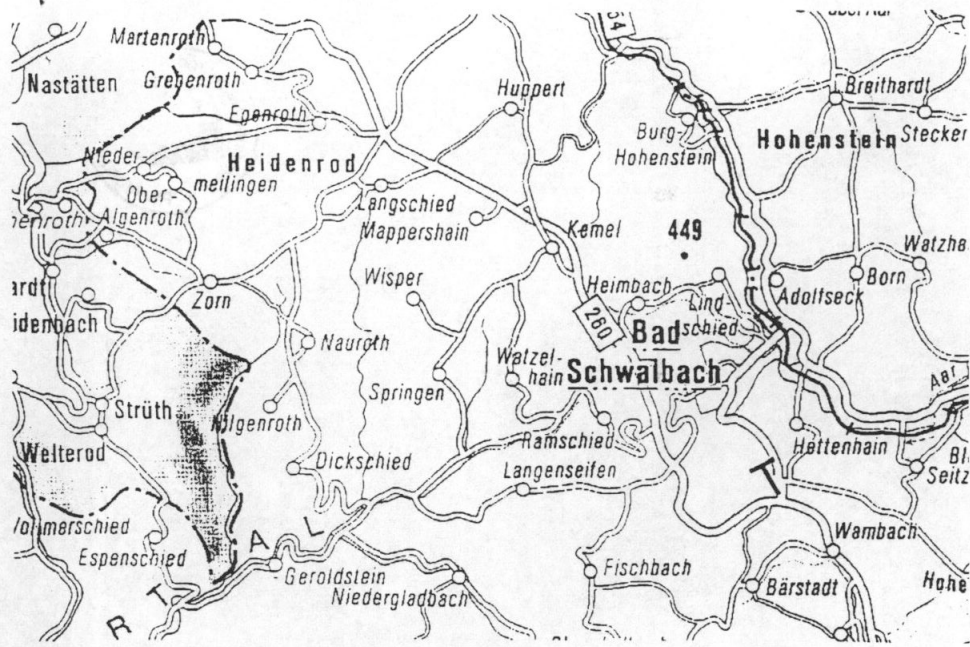 54
Martenroth
Nastätten
Grebenroth
Egenroth
Huppert
Breithardt
Burg-
Hohenstein
Hohenstein
Stecken
Nieder-
meilingen
Heidenrod
Ober-
Algenroth
Langschied
Mappershain
Kemel
449
Wisper
Heimbach
Lind
schied
Adolfseck
Born
Zorn
260
Bad
Schwalbach
Nauroth
Watzel-
hain
Springen
Strüth
Nilgenroth
Ramschied
Hettenhain
Aar
Welterod
Dickschied
Langenseifen
Seitz
Espenschied
Wambach
Geroldstein
Niedergladbach
Fischbach
Bärstadt
Hohe
R T A L
T